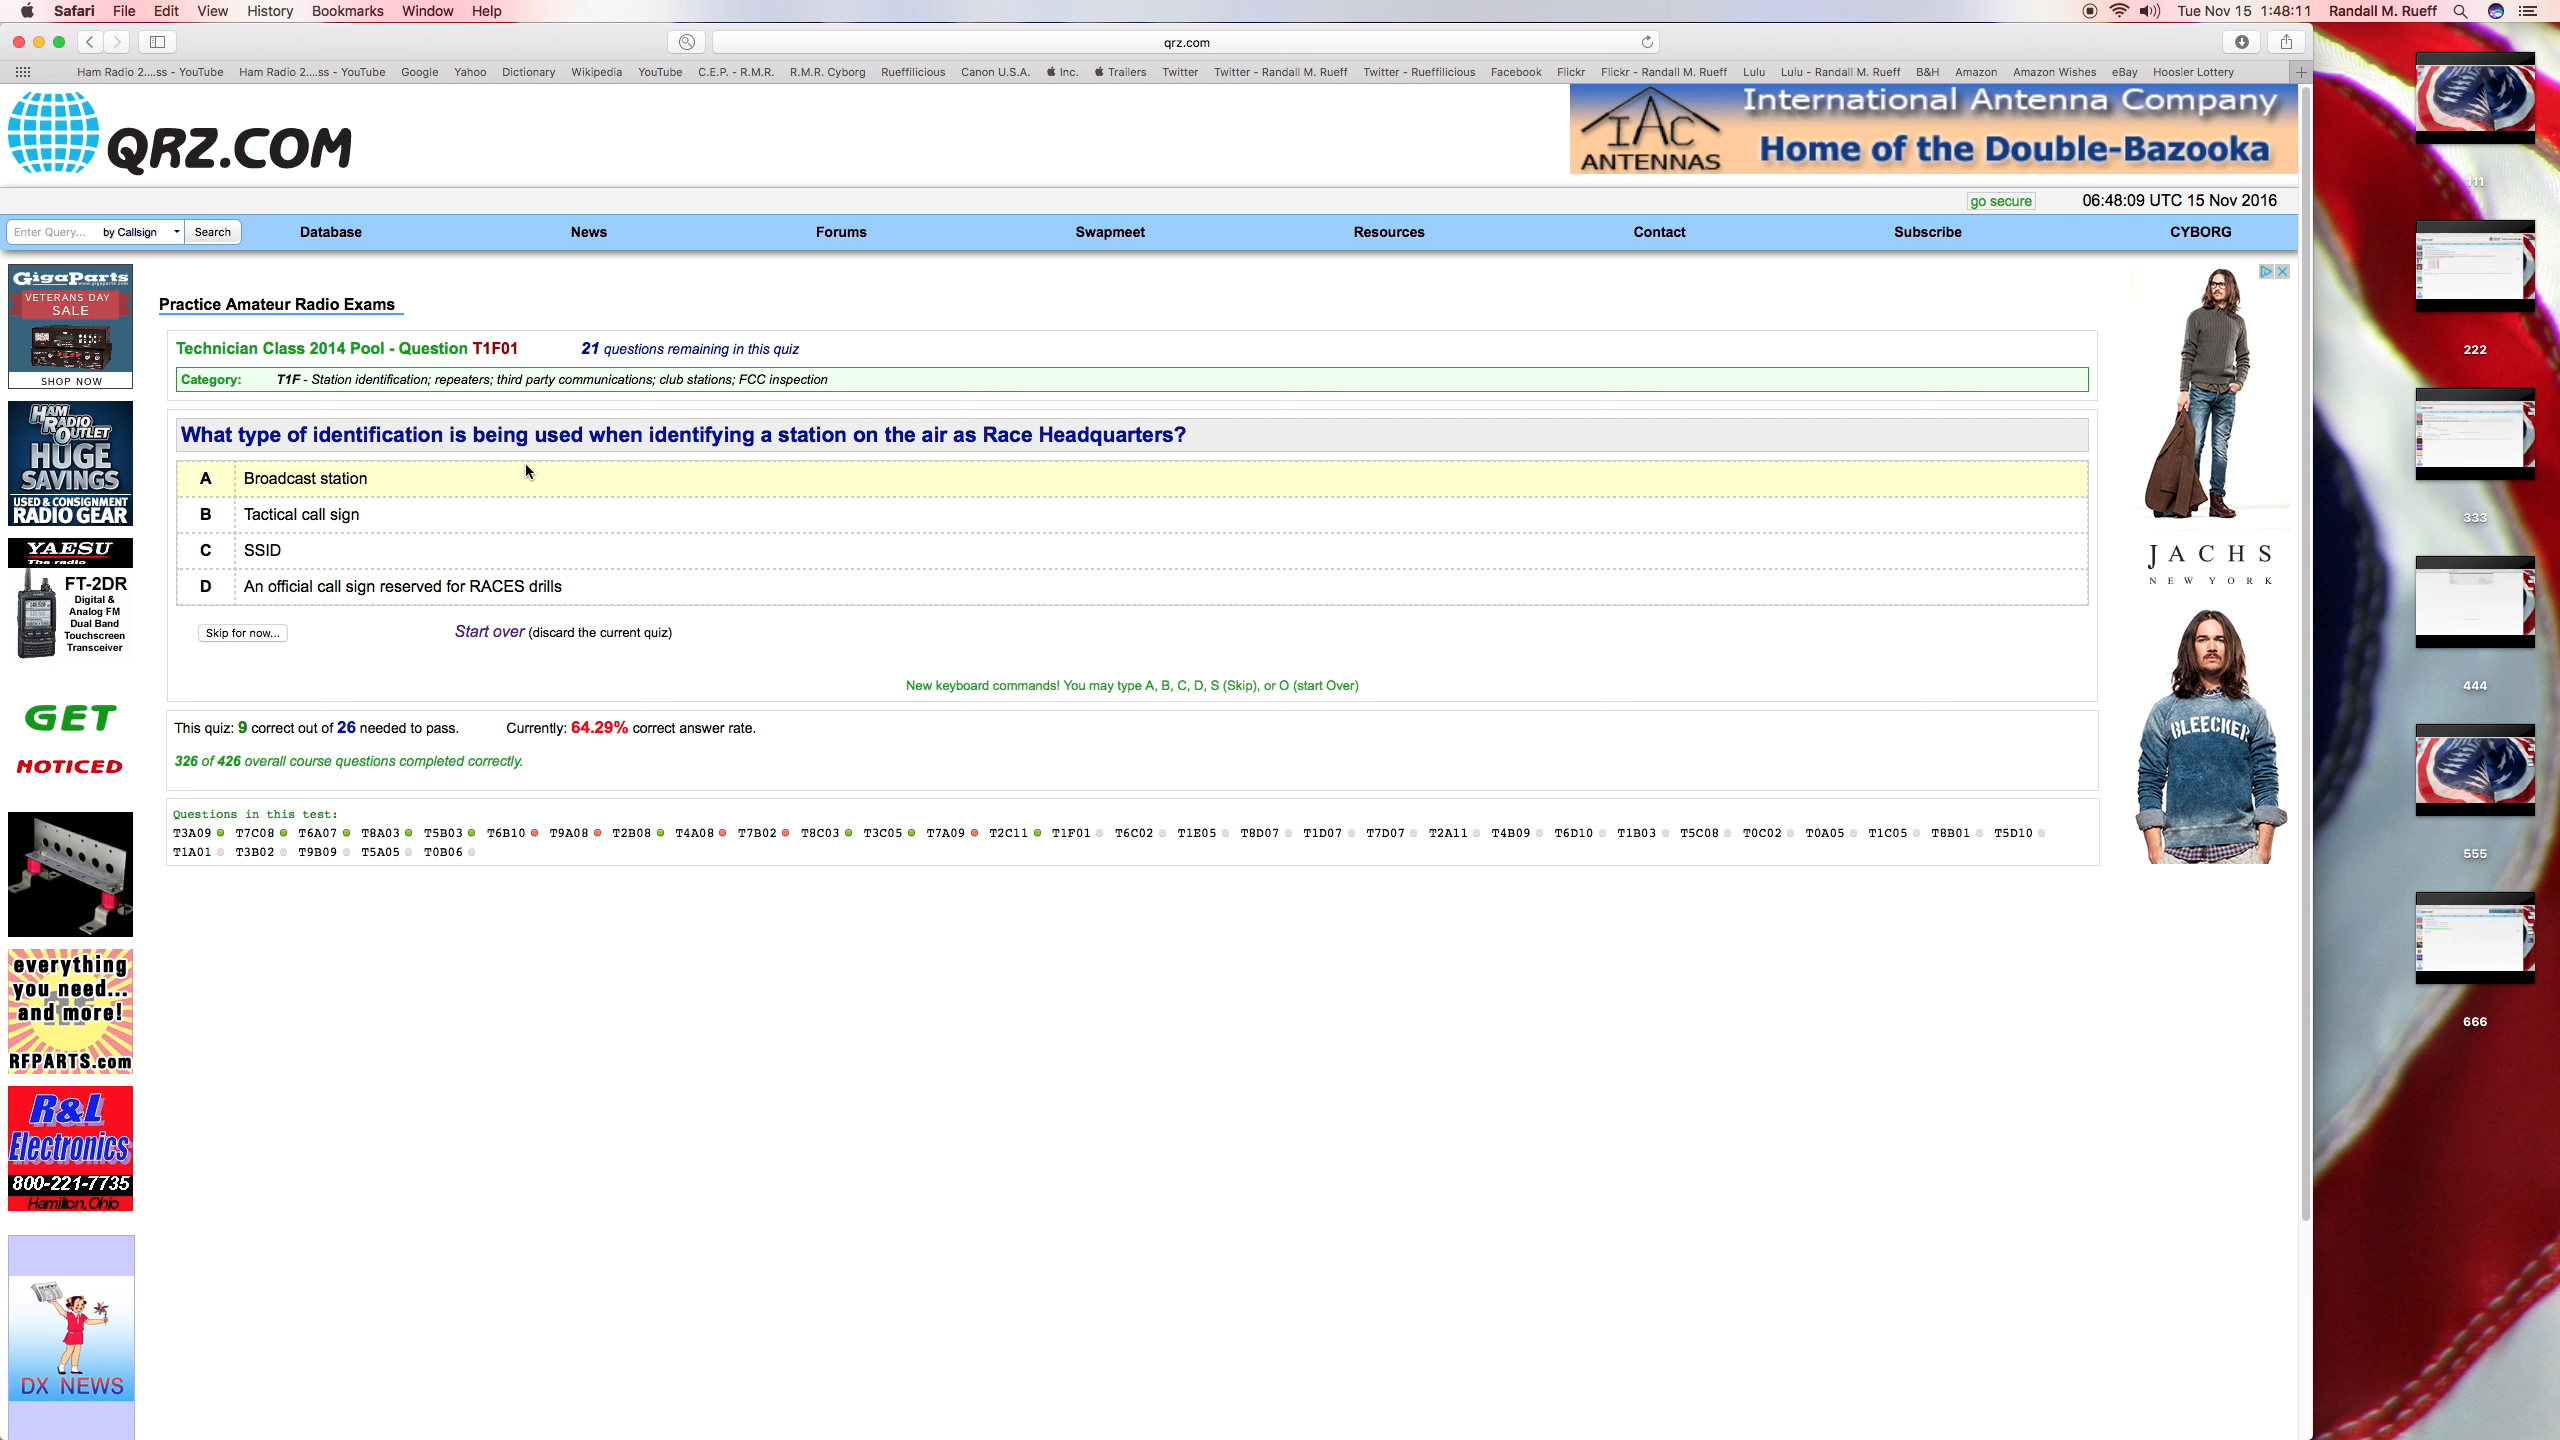 Safari File Edit View History Bookmarks Window Help
Tue Nov 15 1:48:11 Randall M. Rueff
qrz.com
Ham Radio 2....ss - YouTube Ham Radio 2....ss - YouTube Google Yahoo Dictionary Wikipedia YouTube C.E.P. - R.M.R. R.M.R. Cyborg Rueffilicious Canon U.S.A. Inc. Trailers Twitter Twitter - Randall M. Rueff Twitter - Rueffilicious Facebook Flickr Flickr - Randall M. Rueff Lulu Lulu - Randall M. Rueff B&H Amazon Amazon Wishes eBay Hoosier Lottery
QRZ.COM
IAC
ANTENNAS
International Antenna Company
Home of the Double-Bazooka
go secure 06:48:09 UTC 15 Nov 2016
Enter Query... by Callsign Search Database News Forums Swapmeet Resources Contact Subscribe CYBORG
GigaParts
www.gigaparts.com
VETERANS DAY
SALE
SHOP NOW
HAM
RADIO
OUTLET
HUGE
SAVINGS
USED & CONSIGNMENT
RADIO GEAR
YAESU
The radio
FT-2DR
Digital &
Analog FM
Dual Band
Touchscreen
Transceiver
GET
NOTICED
everything
you need...
and more!
RFPARTS.com
R&L
Electronics
800-221-7735
Hamilton, Ohio
DX NEWS
Practice Amateur Radio Exams
Technician Class 2014 Pool - Question T1F01 21 questions remaining in this quiz
Category: T1F - Station identification; repeaters; third party communications; club stations; FCC inspection
What type of identification is being used when identifying a station on the air as Race Headquarters?
A Broadcast station
B Tactical call sign
C SSID
D An official call sign reserved for RACES drills
Skip for now... Start over (discard the current quiz)
New keyboard commands! You may type A, B, C, D, S (Skip), or O (start Over)
This quiz: 9 correct out of 26 needed to pass. Currently: 64.29% correct answer rate.
326 of 426 overall course questions completed correctly.
Questions in this test:
T3A09 T7C08 T6A07 T8A03 T5B03 T6B10 T9A08 T2B08 T4A08 T7B02 T8C03 T3C05 T7A09 T2C11 T1F01 T6C02 T1E05 T8D07 T1D07 T7D07 T2A11 T4B09 T6D10 T1B03 T5C08 T0C02 T0A05 T1C05 T8B01 T5D10
T1A01 T3B02 T9B09 T5A05 T0B06
JACHS
NEW YORK
BLEECKER
111
222
333
444
555
666